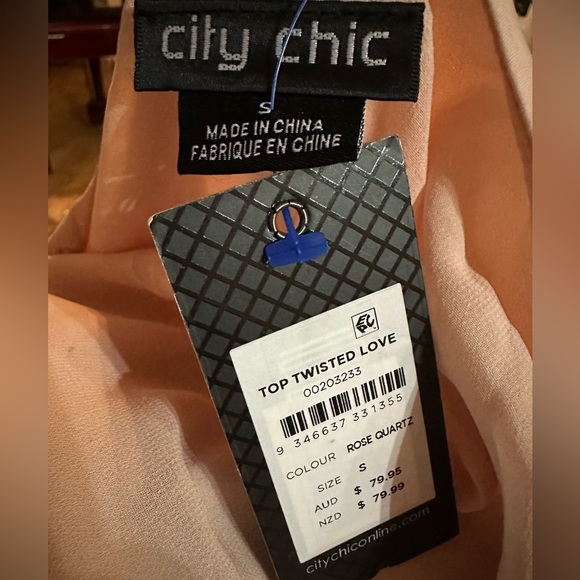 city chic
S
MADE IN CHINA
FABRIQUE EN CHINE
TOP TWISTED LOVE
00203233
9 346637 331355
COLOUR ROSE QUARTZ
SIZE S
AUD $ 79.95
NZD $ 79.99
citychiconline.com